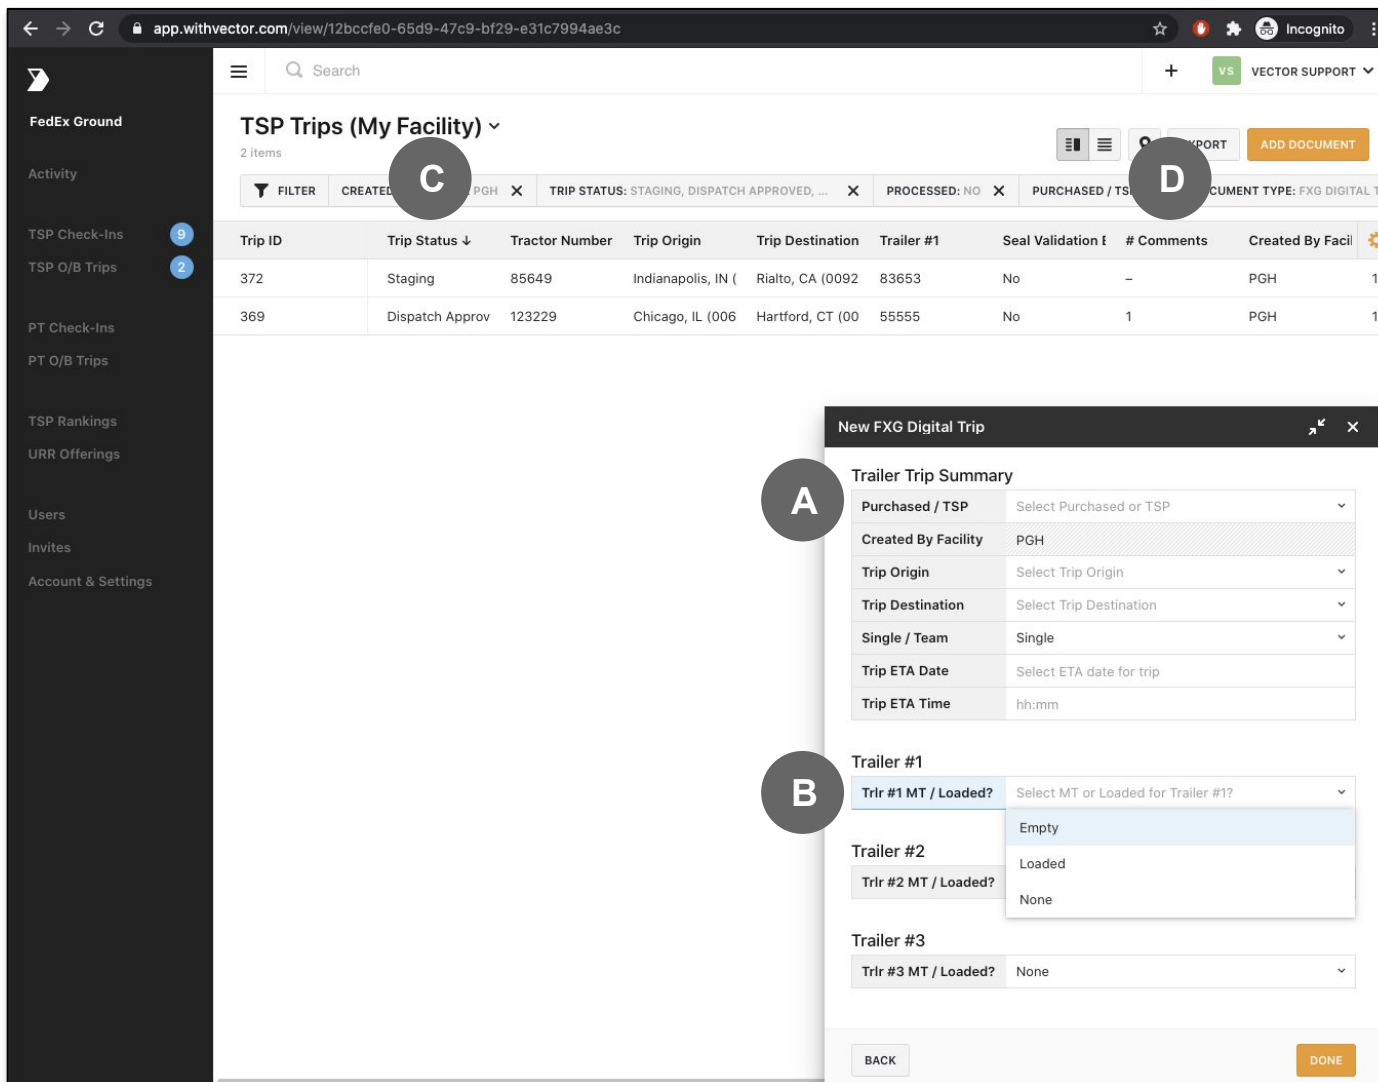 app.withvector.com/view/12bccfe0-65d9-47c9-bf29-e31c7994ae3c
Incognito
Search
VS
VECTOR SUPPORT
FedEx Ground
Activity
TSP Check-Ins 9
TSP O/B Trips 2
PT Check-Ins
PT O/B Trips
TSP Rankings
URR Offerings
Users
Invites
Account & Settings
TSP Trips (My Facility)
2 items
ADD DOCUMENT
C
D
FILTER
PGH
TRIP STATUS: STAGING, DISPATCH APPROVED, ...
PROCESSED: NO
PURCHASED /
TYPE: FXG DIGITAL
Trip ID Trip Status Tractor Number Trip Origin Trip Destination Trailer #1 Seal Validation # Comments Created By
372 Staging 85649 Indianapolis, IN ( Rialto, CA (0092 83653 No – PGH 1
369 Dispatch Approv 123229 Chicago, IL (006 Hartford, CT (00 55555 No 1 PGH 1
New FXG Digital Trip
Trailer Trip Summary
A
Purchased / TSP Select Purchased or TSP
Created By Facility PGH
Trip Origin Select Trip Origin
Trip Destination Select Trip Destination
Single / Team Single
Trip ETA Date Select ETA date for trip
Trip ETA Time hh:mm
Trailer #1
B
Trlr #1 MT / Loaded? Select MT or Loaded for Trailer #1?
Empty
Loaded
None
Trailer #2
Trlr #2 MT / Loaded?
Trailer #3
Trlr #3 MT / Loaded? None
BACK
DONE